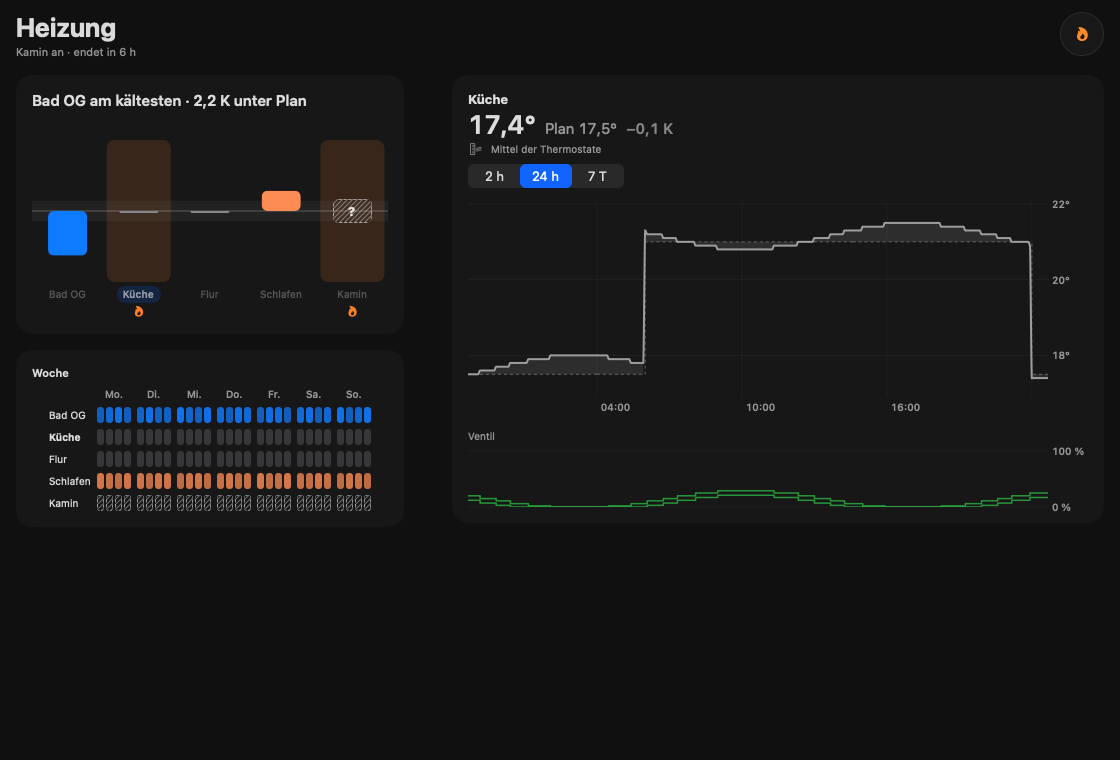 Heizung
Kamin an · endet in 6 h
Bad OG am kältesten · 2,2 K unter Plan
?
Bad OG Küche Flur Schlafen Kamin
Woche
Mo. Di. Mi. Do. Fr. Sa. So.
Bad OG
Küche
Flur
Schlafen
Kamin
Küche
17,4° Plan 17,5° −0,1 K
Mittel der Thermostate
2 h 24 h 7 T
22°
20°
18°
04:00 10:00 16:00
Ventil
100 %
0 %